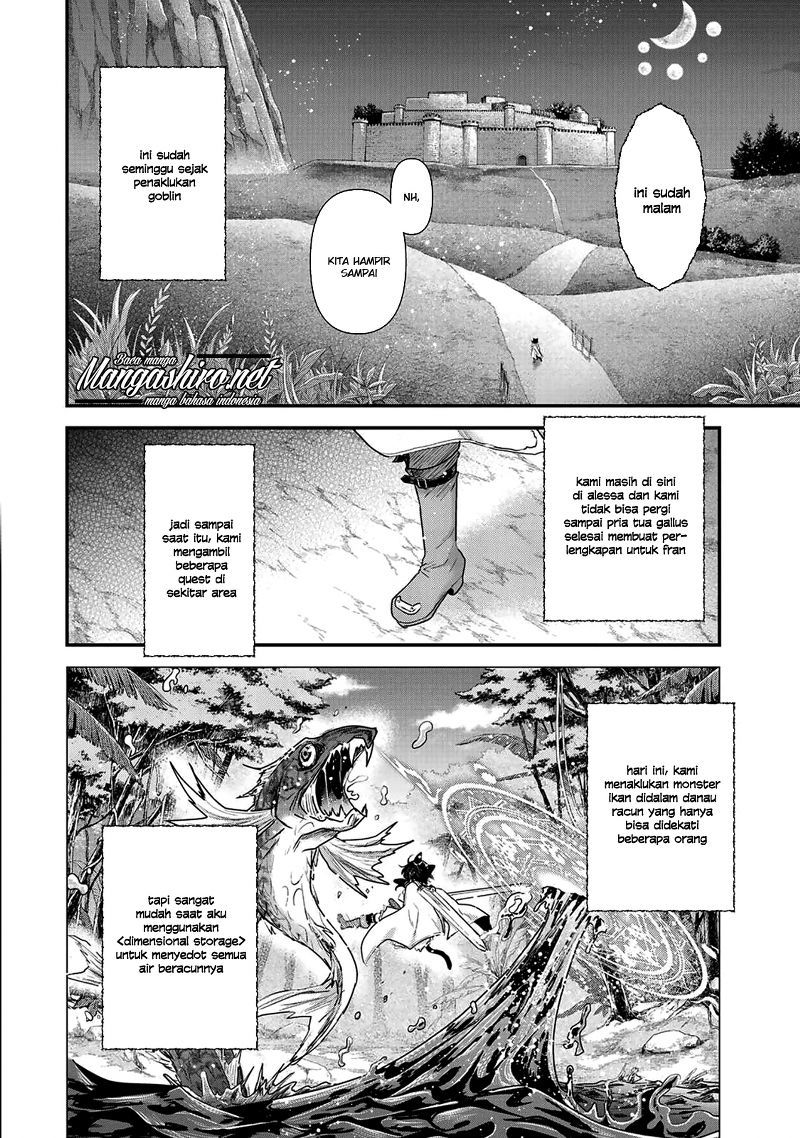 ini sudah
malam
NH,
KITA HAMPIR
SAMPAI
ini sudah
seminggu sejak
penaklukan
goblin
Baca manga
Mangashiro.net
manga bahasa indonesia
kami masih di sini
di alessa dan kami
tidak bisa pergi
sampai pria tua gallus
selesai membuat per-
lengkapan untuk fran
jadi sampai
saat itu, kami
mengambil
beberapa
quest di
sekitar area
hari ini, kami
menaklukan monster
ikan didalam danau
racun yang hanya
bisa didekati
beberapa orang
tapi sangat
mudah saat aku
menggunakan
<dimensional storage>
untuk menyedot semua
air beracunnya